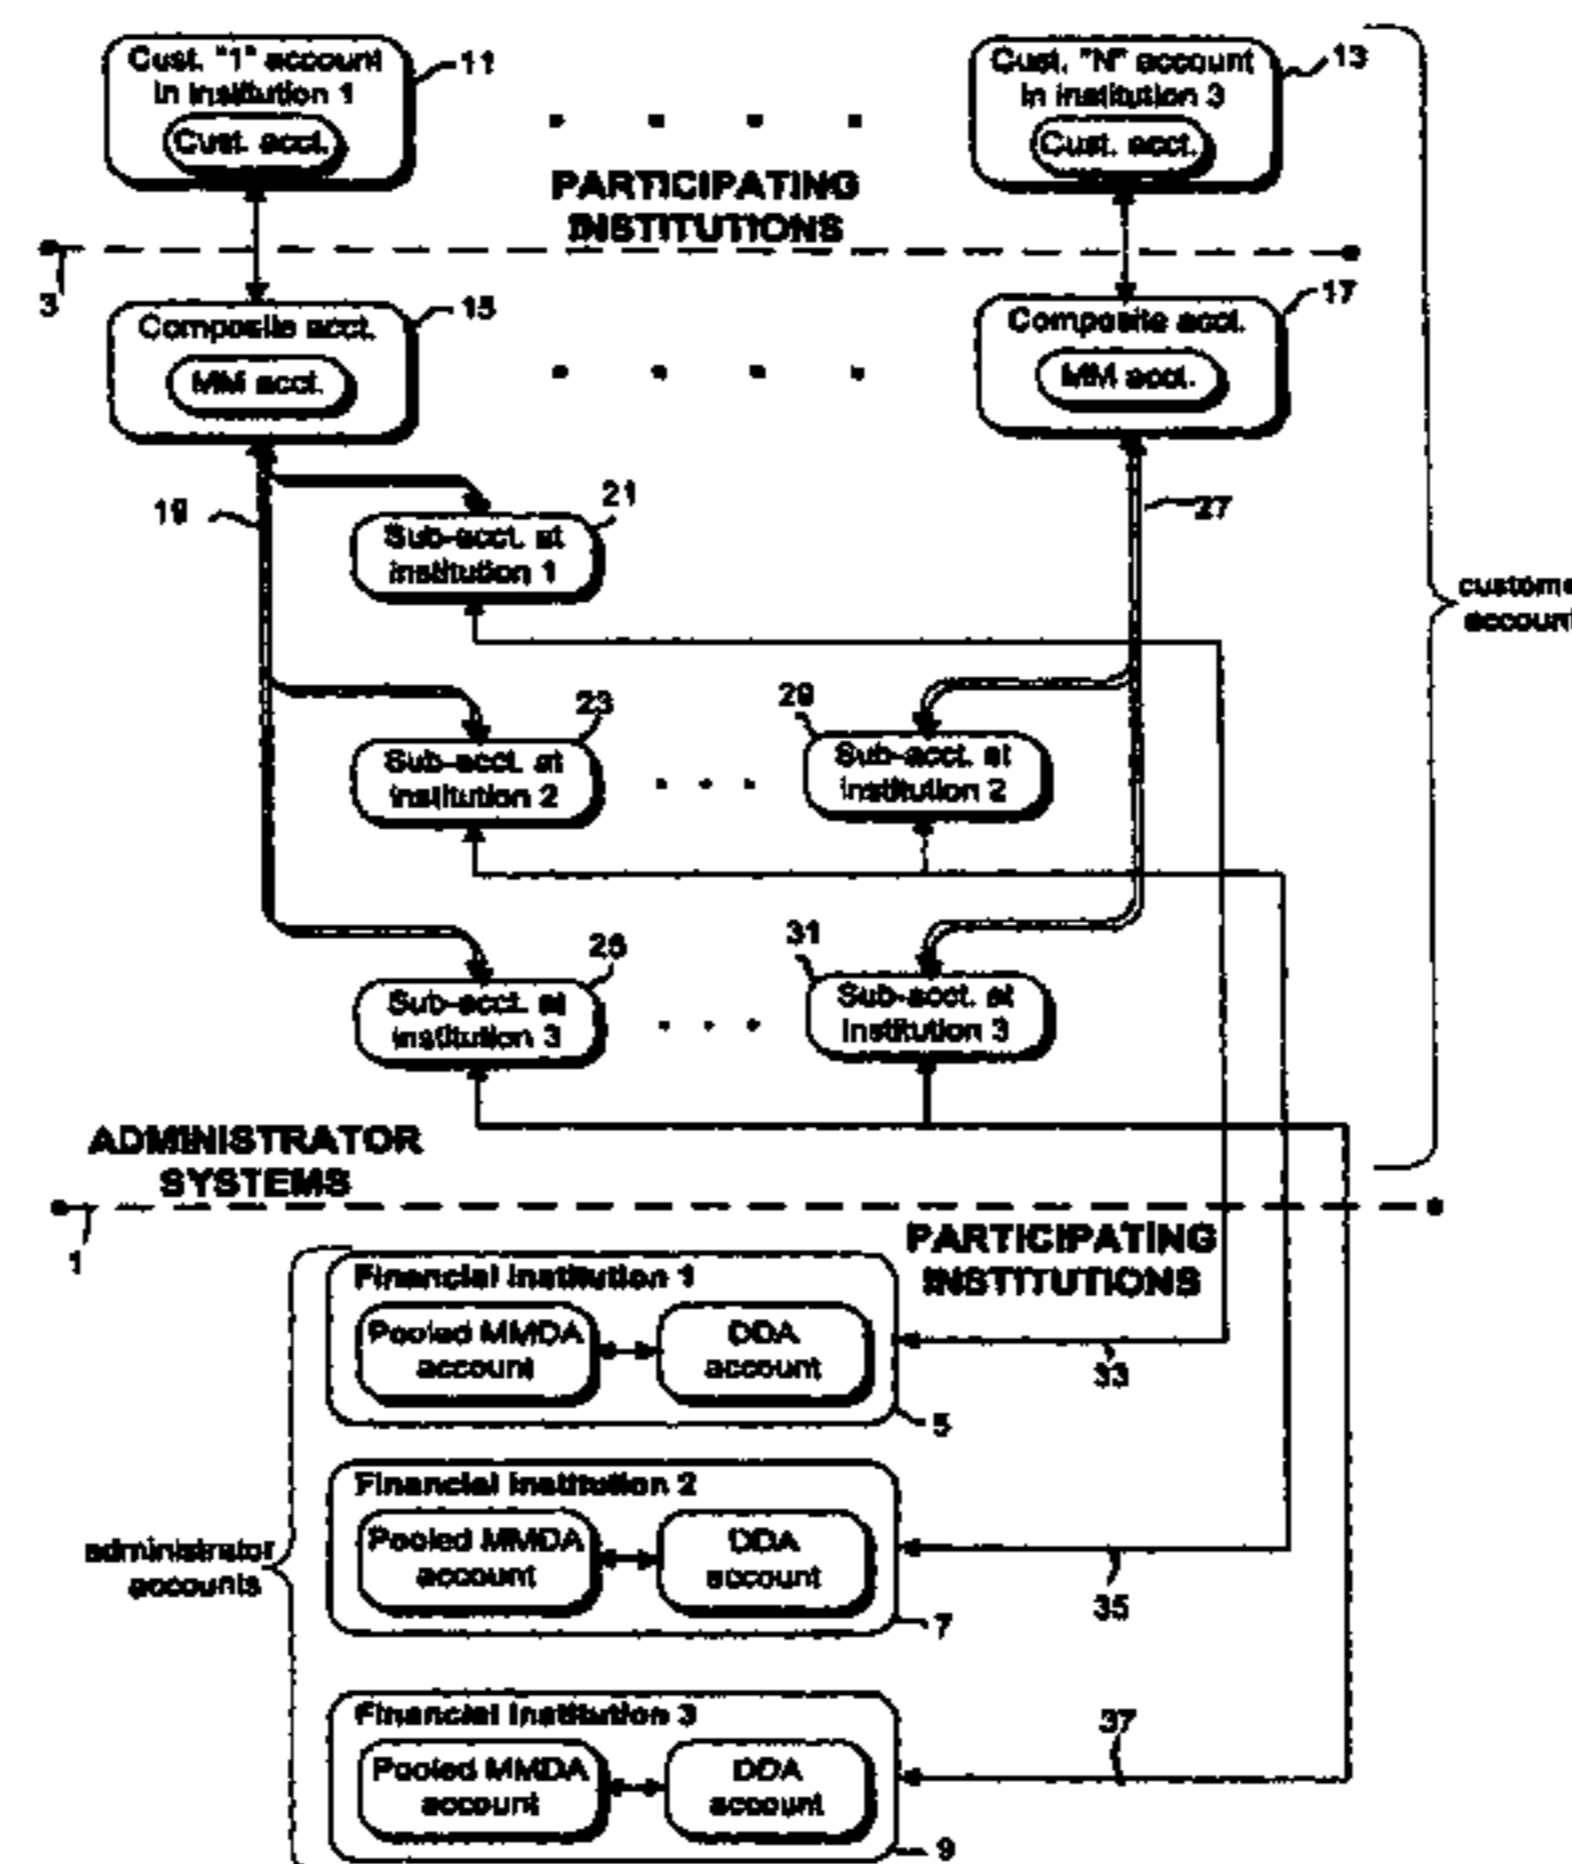 Cust. "1" account
in institution 1
Cust. acct.
11
Cust. "N" account
in institution 3
Cust. acct.
13
PARTICIPATING
INSTITUTIONS
3
Composite acct.
MM acct.
15
Composite acct.
MM acct.
17
19
21
Sub-acct. at
institution 1
27
custome
account
23
Sub-acct. at
institution 2
29
Sub-acct. at
institution 2
25
Sub-acct. at
institution 3
31
Sub-acct. at
institution 3
ADMINISTRATOR
SYSTEMS
1
PARTICIPATING
INSTITUTIONS
Financial institution 1
Pooled MMDA
account
DDA
account
33
5
Financial institution 2
Pooled MMDA
account
DDA
account
35
7
administrator
accounts
Financial institution 3
Pooled MMDA
account
DDA
account
37
9